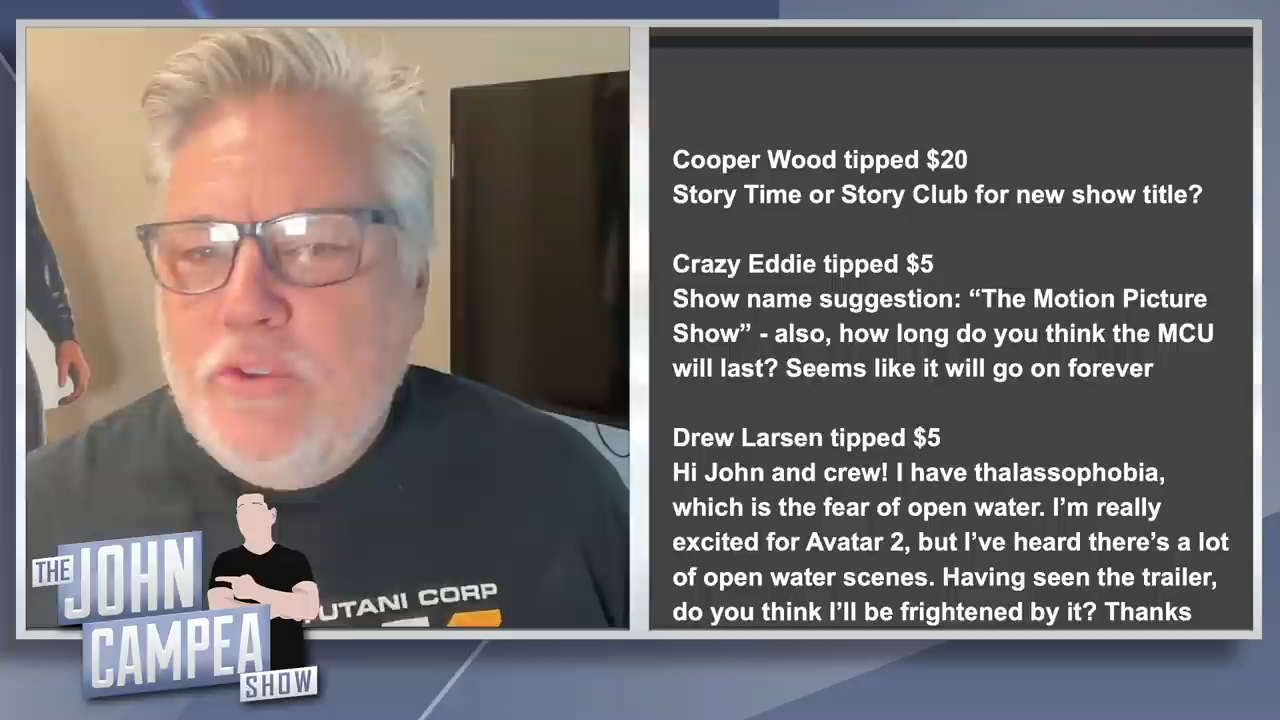 Cooper Wood tipped $20
Story Time or Story Club for new show title?
Crazy Eddie tipped $5
Show name suggestion: “The Motion Picture
Show” - also, how long do you think the MCU
will last? Seems like it will go on forever
Drew Larsen tipped $5
Hi John and crew! I have thalassophobia,
which is the fear of open water. I’m really
excited for Avatar 2, but I’ve heard there’s a lot
of open water scenes. Having seen the trailer,
do you think I’ll be frightened by it? Thanks
UTANI CORP
THE
JOHN
CAMPEA
SHOW